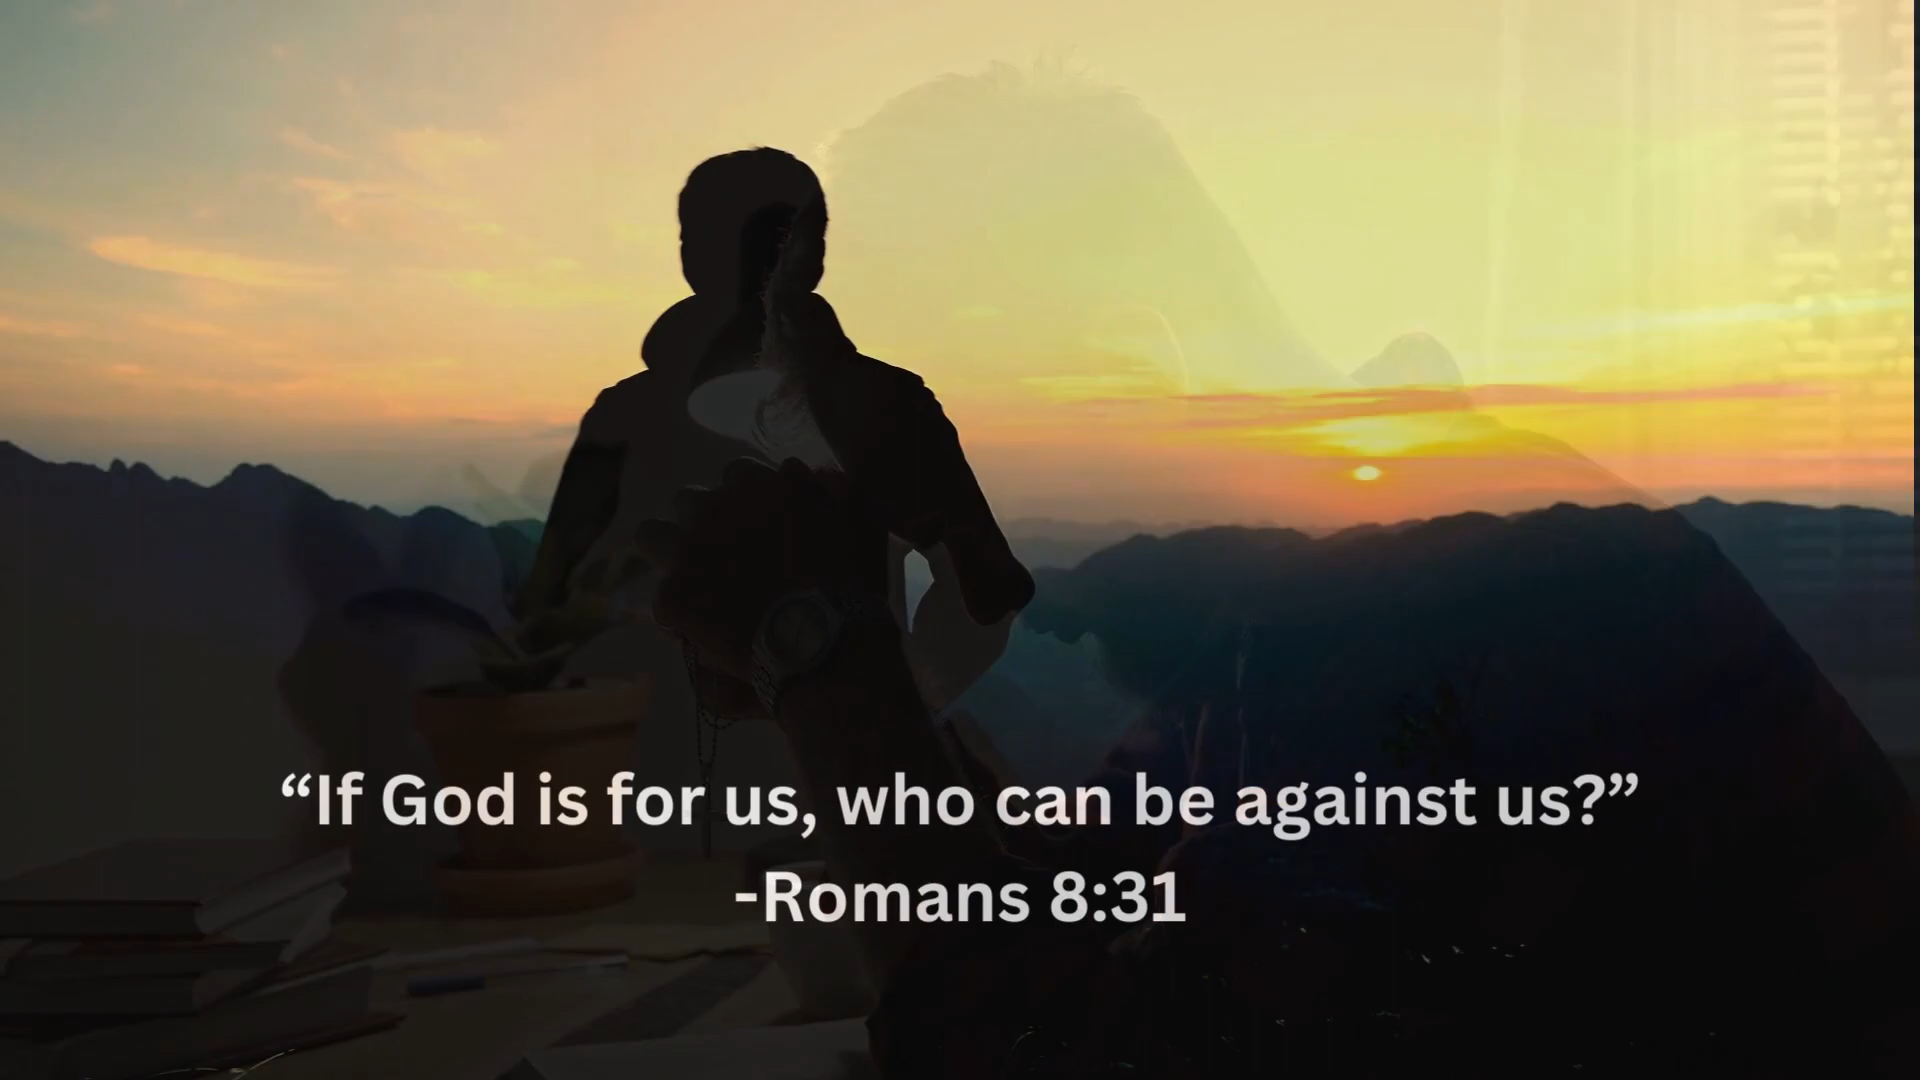 “If God is for us, who can be against us?”
-Romans 8:31